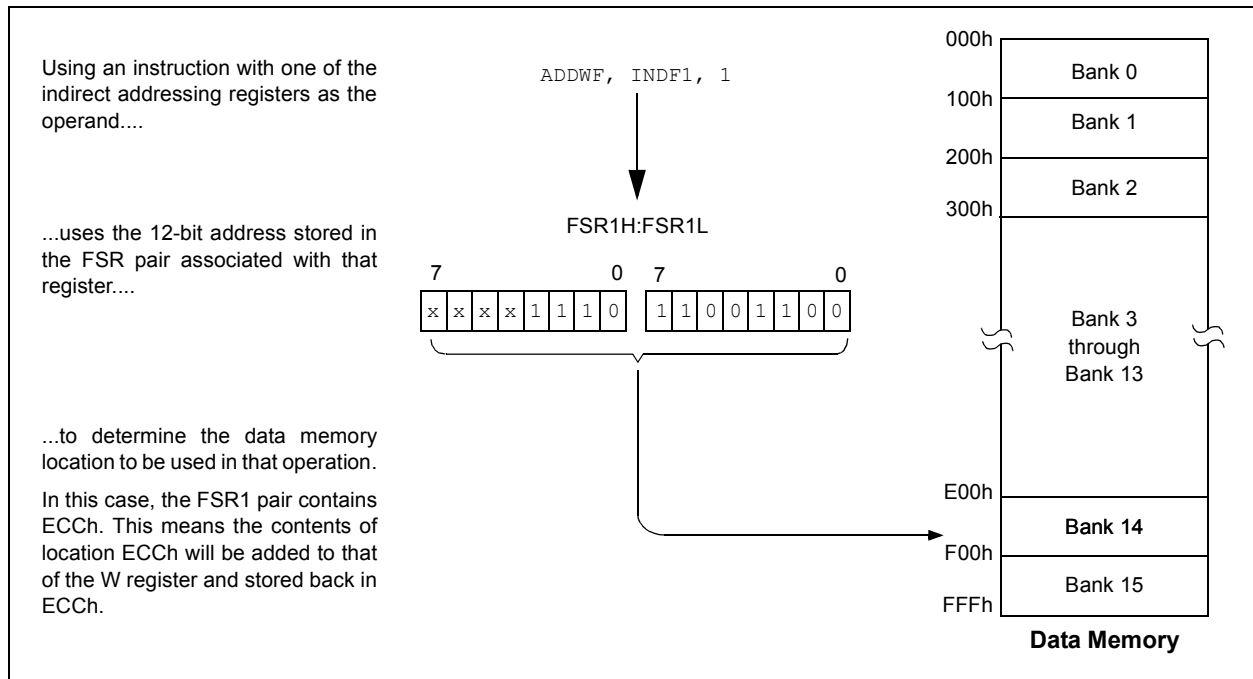 Using an instruction with one of the
indirect addressing registers as the
operand....
ADDWF, INDF1, 1
...uses the 12-bit address stored in
the FSR pair associated with that
register....
FSR1H:FSR1L
7 0 7 0
x x x x 1 1 1 0 1 1 0 0 1 1 0 0
...to determine the data memory
location to be used in that operation.
In this case, the FSR1 pair contains
ECCh. This means the contents of
location ECCh will be added to that
of the W register and stored back in
ECCh.
000h
Bank 0
100h
Bank 1
200h
Bank 2
300h
Bank 3
through
Bank 13
E00h
Bank 14
F00h
Bank 15
FFFh
Data Memory